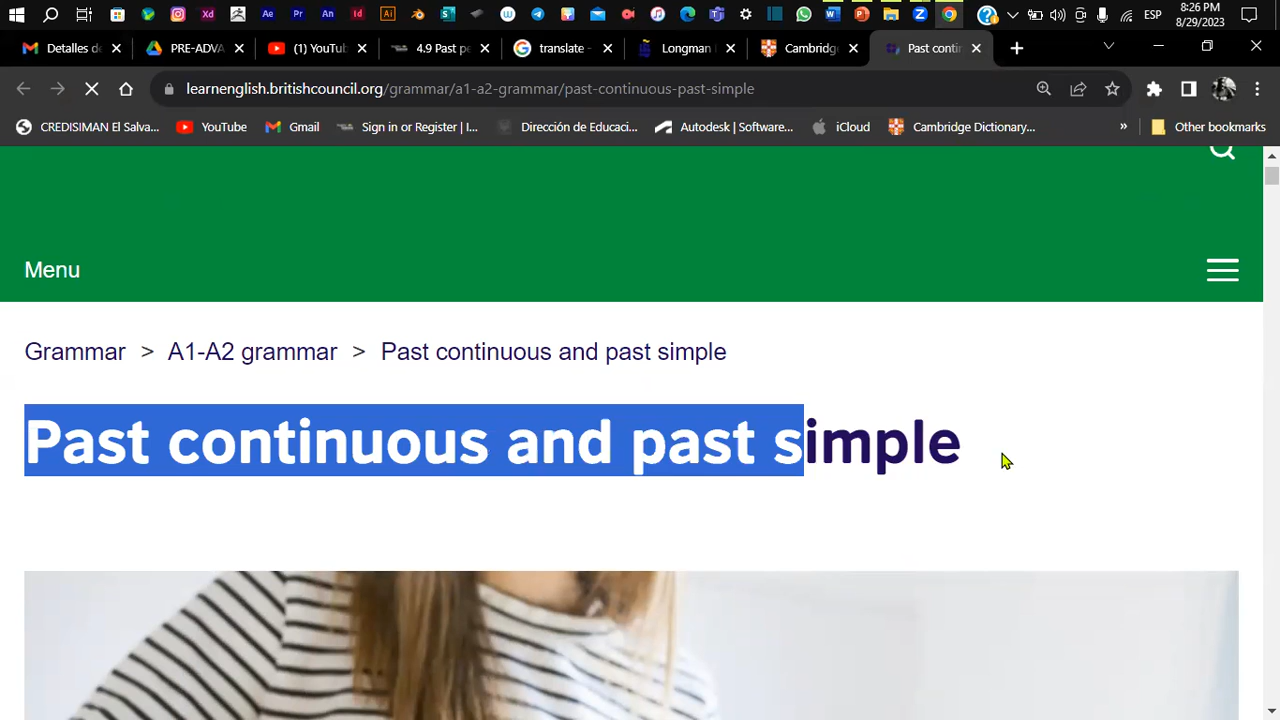 8:26 PM
ESP
8/29/2023
Detalles de
PRE-ADVA
(1) YouTub
4.9 Past pe
translate -
Longman
Cambridg
Past conti
learnenglish.britishcouncil.org/grammar/a1-a2-grammar/past-continuous-past-simple
CREDISIMAN El Salva...
YouTube
Gmail
Sign in or Register | I...
Dirección de Educaci...
Autodesk | Software...
iCloud
Cambridge Dictionary...
»
Other bookmarks
Menu
Grammar > A1-A2 grammar > Past continuous and past simple
Past continuous and past simple